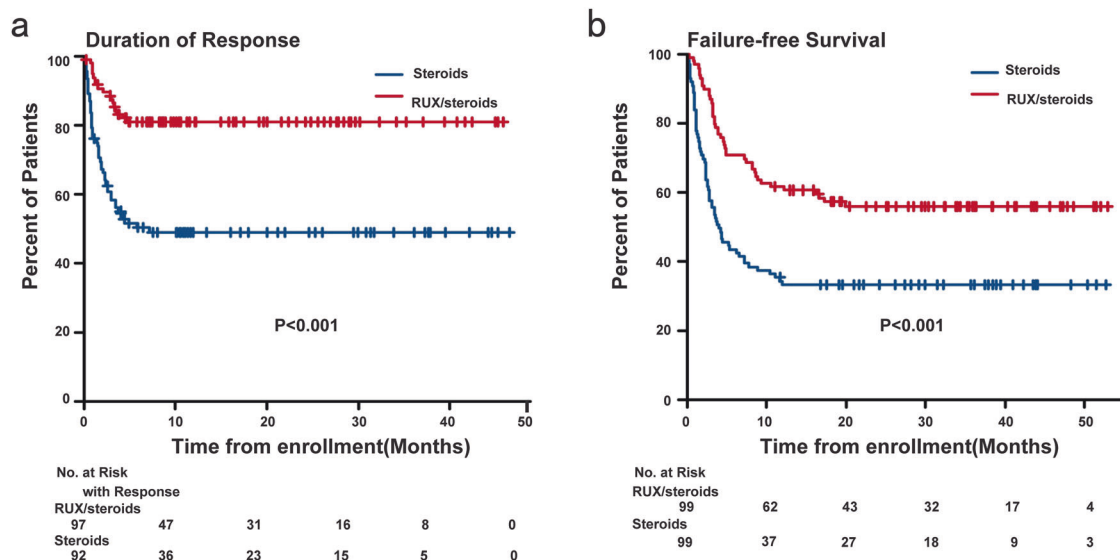 a
Duration of Response
100
80
60
40
20
0
Percent of Patients
Steroids
RUX/steroids
P<0.001
0 10 20 30 40 50
Time from enrollment(Months)
No. at Risk
with Response
RUX/steroids
97 47 31 16 8 0
Steroids
92 36 23 15 5 0
b
Failure-free Survival
100
80
60
40
20
0
Percent of Patients
Steroids
RUX/steroids
P<0.001
0 10 20 30 40 50
Time from enrollment(Months)
No. at Risk
RUX/steroids
99 62 43 32 17 4
Steroids
99 37 27 18 9 3